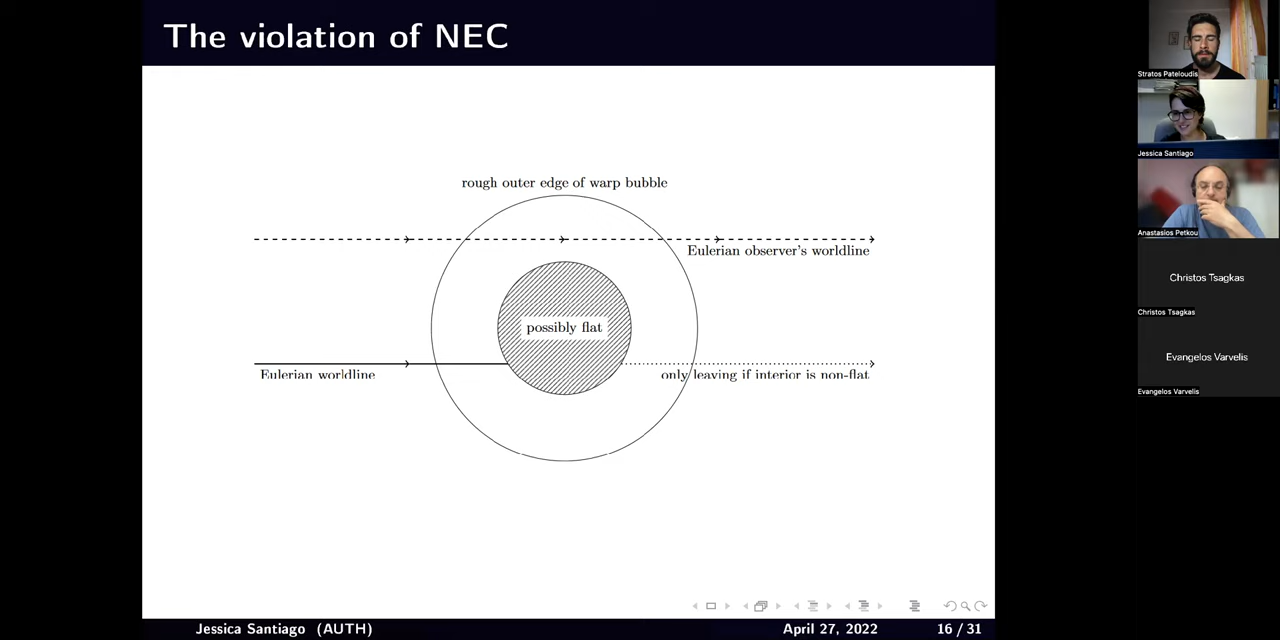 The violation of NEC
rough outer edge of warp bubble
Eulerian observer's worldline
possibly flat
Eulerian worldline
only leaving if interior is non-flat
Jessica Santiago (AUTH)
April 27, 2022
16 / 31
Stratos Pateloudis
Jessica Santiago
Anastasios Petkou
Christos Tsagkas
Christos Tsagkas
Evangelos Varvelis
Evangelos Varvelis